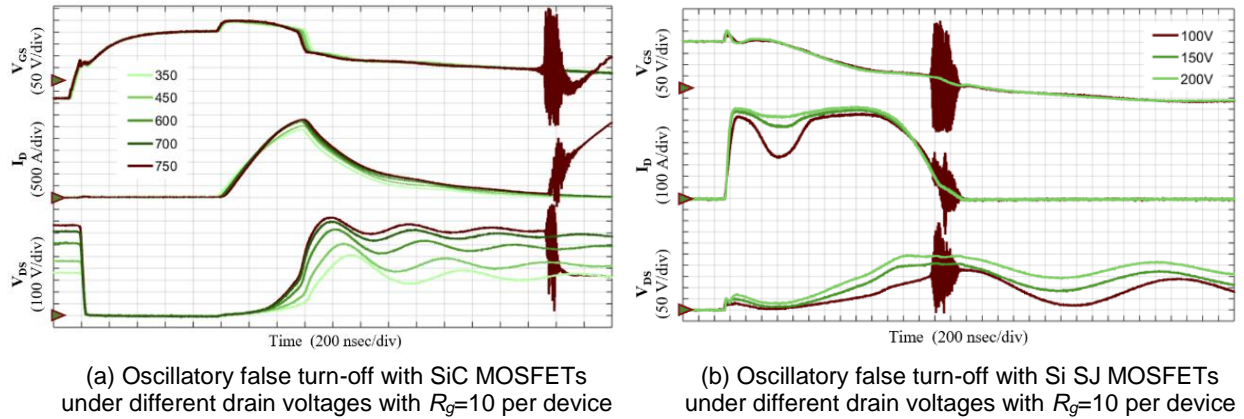 V_GS
(50 V/div)
350
450
600
700
750
I_D
(500 A/div)
V_DS
(100 V/div)
Time (200 nsec/div)
(a) Oscillatory false turn-off with SiC MOSFETs
under different drain voltages with R_g=10 per device
V_GS
(50 V/div)
100V
150V
200V
I_D
(100 A/div)
V_DS
(50 V/div)
Time (200 nsec/div)
(b) Oscillatory false turn-off with Si SJ MOSFETs
under different drain voltages with R_g=10 per device